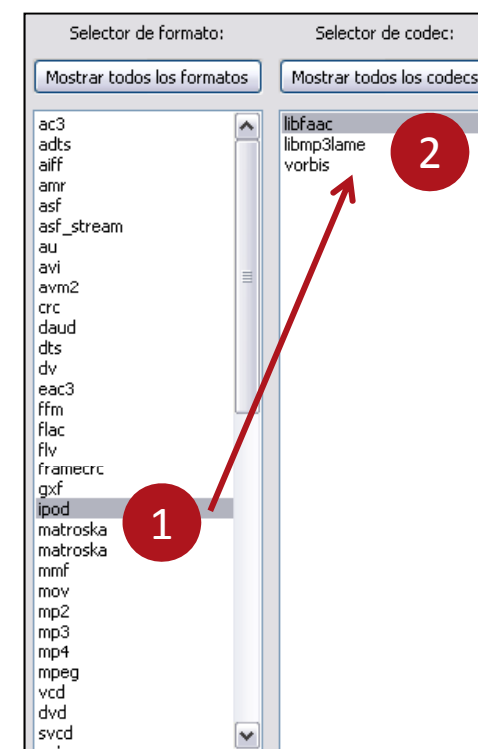 Selector de formato:
Mostrar todos los formatos
ac3
adts
aiff
amr
asf
asf_stream
au
avi
avm2
crc
daud
dts
dv
eac3
ffm
flac
flv
framecrc
gxf
ipod
matroska
matroska
mmf
mov
mp2
mp3
mp4
mpeg
vcd
dvd
svcd
1
Selector de codec:
Mostrar todos los codecs
libfaac
libmp3lame
vorbis
2